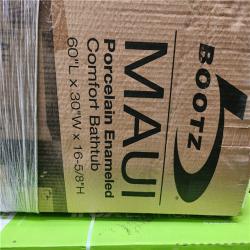 BOOTZ
MAUI
Porcelain Enameled
Comfort Bathtub
60"L x 30"W x 16-5/8"H